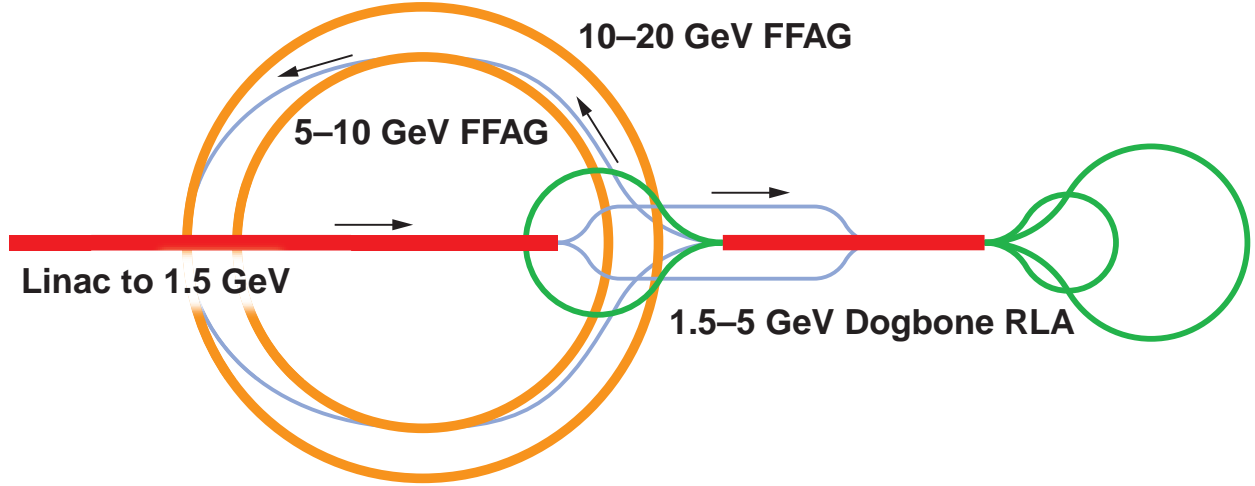 10–20 GeV FFAG
5–10 GeV FFAG
Linac to 1.5 GeV
1.5–5 GeV Dogbone RLA